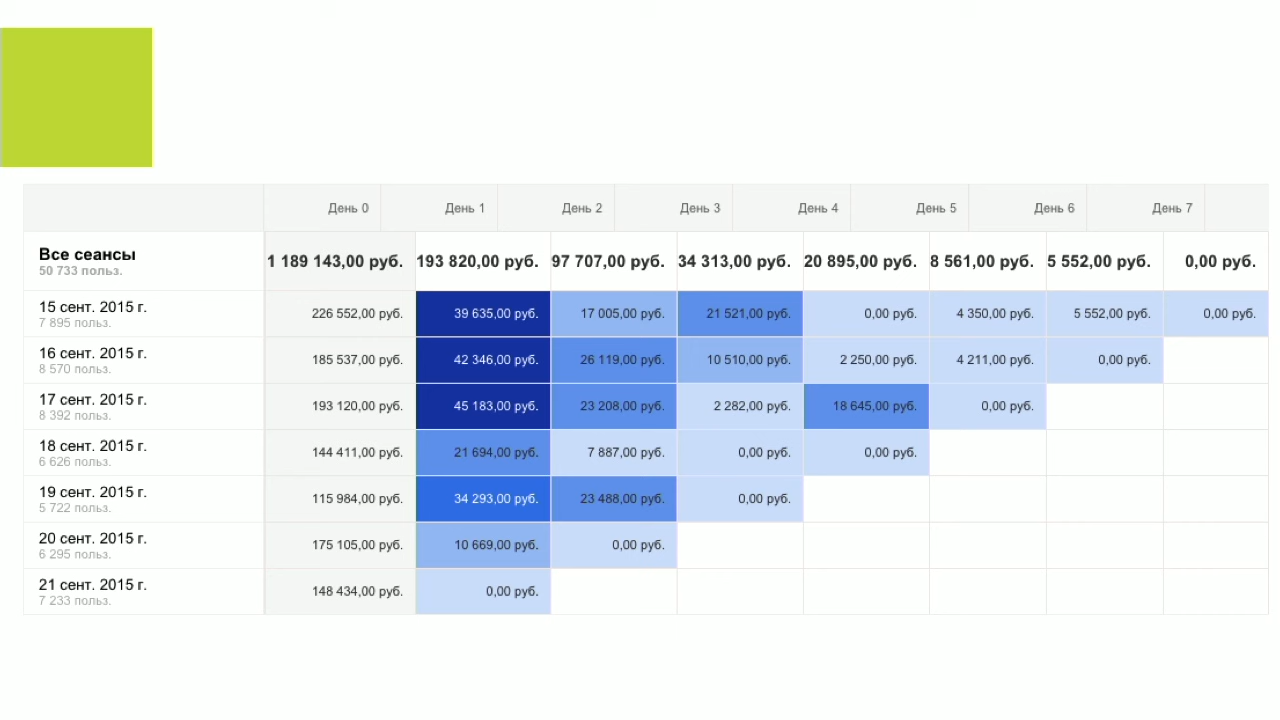 День 0 День 1 День 2 День 3 День 4 День 5 День 6 День 7
Все сеансы 1 189 143,00 руб. 193 820,00 руб. 97 707,00 руб. 34 313,00 руб. 20 895,00 руб. 8 561,00 руб. 5 552,00 руб. 0,00 руб.
50 733 польз.
15 сент. 2015 г. 226 552,00 руб. 39 635,00 руб. 17 005,00 руб. 21 521,00 руб. 0,00 руб. 4 350,00 руб. 5 552,00 руб. 0,00 руб.
7 895 польз.
16 сент. 2015 г. 185 537,00 руб. 42 346,00 руб. 26 119,00 руб. 10 510,00 руб. 2 250,00 руб. 4 211,00 руб. 0,00 руб.
8 570 польз.
17 сент. 2015 г. 193 120,00 руб. 45 183,00 руб. 23 208,00 руб. 2 282,00 руб. 18 645,00 руб. 0,00 руб.
8 392 польз.
18 сент. 2015 г. 144 411,00 руб. 21 694,00 руб. 7 887,00 руб. 0,00 руб. 0,00 руб.
6 626 польз.
19 сент. 2015 г. 115 984,00 руб. 34 293,00 руб. 23 488,00 руб. 0,00 руб.
5 722 польз.
20 сент. 2015 г. 175 105,00 руб. 10 669,00 руб. 0,00 руб.
6 295 польз.
21 сент. 2015 г. 148 434,00 руб. 0,00 руб.
7 233 польз.